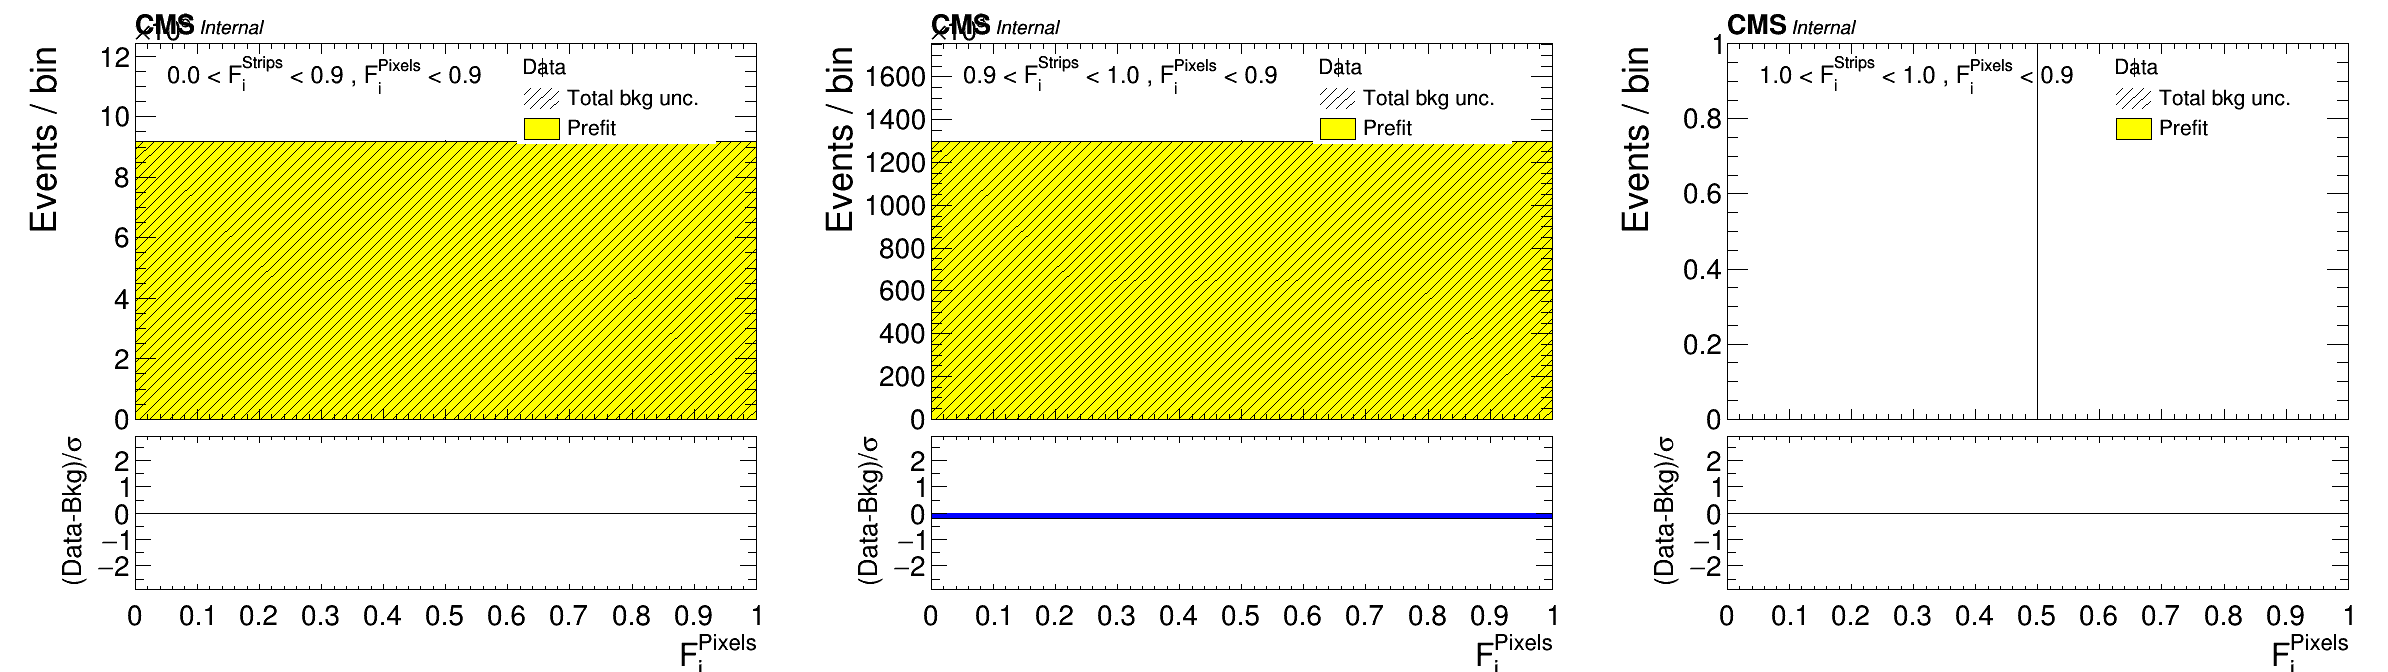 CMS Internal
Events / bin
0.0 < F_i^Strips < 0.9 , F_i^Pixels < 0.9
Data
Total bkg unc.
Prefit
12
10
8
6
4
2
0
(Data-Bkg)/σ
2
1
0
−1
−2
0 0.1 0.2 0.3 0.4 0.5 0.6 0.7 0.8 0.9 1
F_i^Pixels
CMS Internal
Events / bin
0.9 < F_i^Strips < 1.0 , F_i^Pixels < 0.9
Data
Total bkg unc.
Prefit
1600
1400
1200
1000
800
600
400
200
0
(Data-Bkg)/σ
2
1
0
−1
−2
0 0.1 0.2 0.3 0.4 0.5 0.6 0.7 0.8 0.9 1
F_i^Pixels
CMS Internal
Events / bin
1.0 < F_i^Strips < 1.0 , F_i^Pixels < 0.9
Data
Total bkg unc.
Prefit
1
0.8
0.6
0.4
0.2
0
(Data-Bkg)/σ
2
1
0
−1
−2
0 0.1 0.2 0.3 0.4 0.5 0.6 0.7 0.8 0.9 1
F_i^Pixels